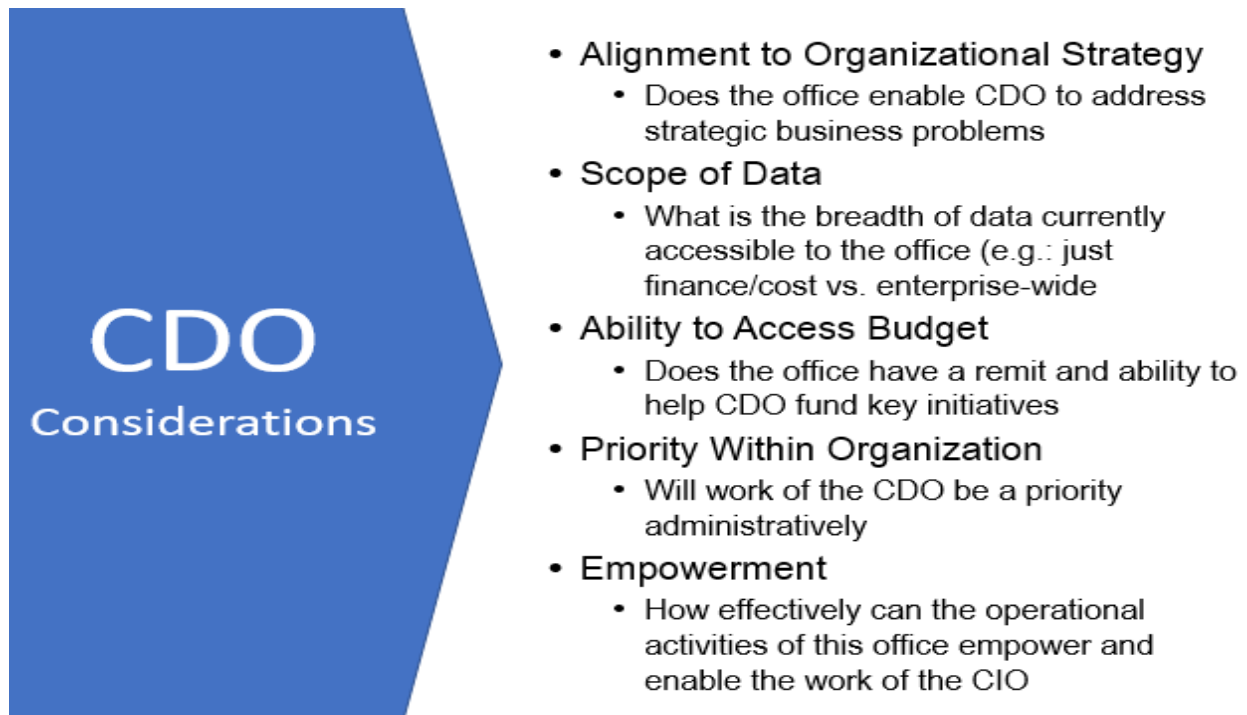 CDO
Considerations
• Alignment to Organizational Strategy
• Does the office enable CDO to address
strategic business problems
• Scope of Data
• What is the breadth of data currently
accessible to the office (e.g.: just
finance/cost vs. enterprise-wide
• Ability to Access Budget
• Does the office have a remit and ability to
help CDO fund key initiatives
• Priority Within Organization
• Will work of the CDO be a priority
administratively
• Empowerment
• How effectively can the operational
activities of this office empower and
enable the work of the CIO